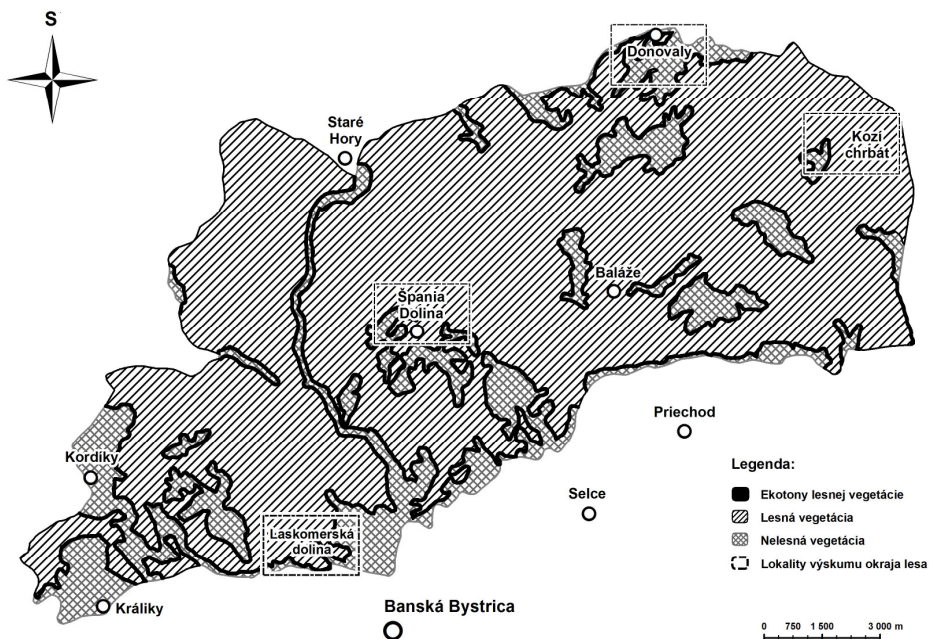 S
Donovaly
Staré
Hory
Kozí
chrbát
Baláže
Špania
Dolina
Priechod
Kordíky
Selce
Laskomerská
dolina
Králiky
Banská Bystrica
Legenda:
Ekotony lesnej vegetácie
Lesná vegetácia
Nelesná vegetácia
Lokality výskumu okraja lesa
0 750 1 500 3 000 m